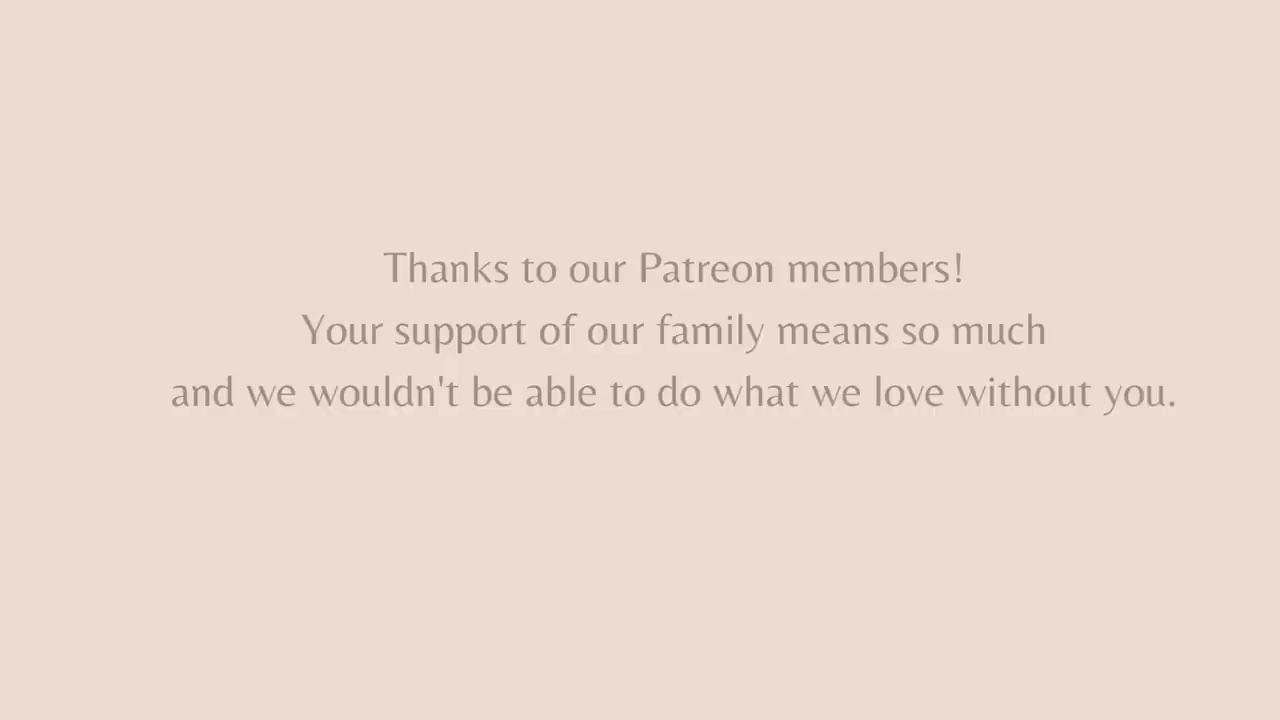 Thanks to our Patreon members!
Your support of our family means so much
and we wouldn't be able to do what we love without you.